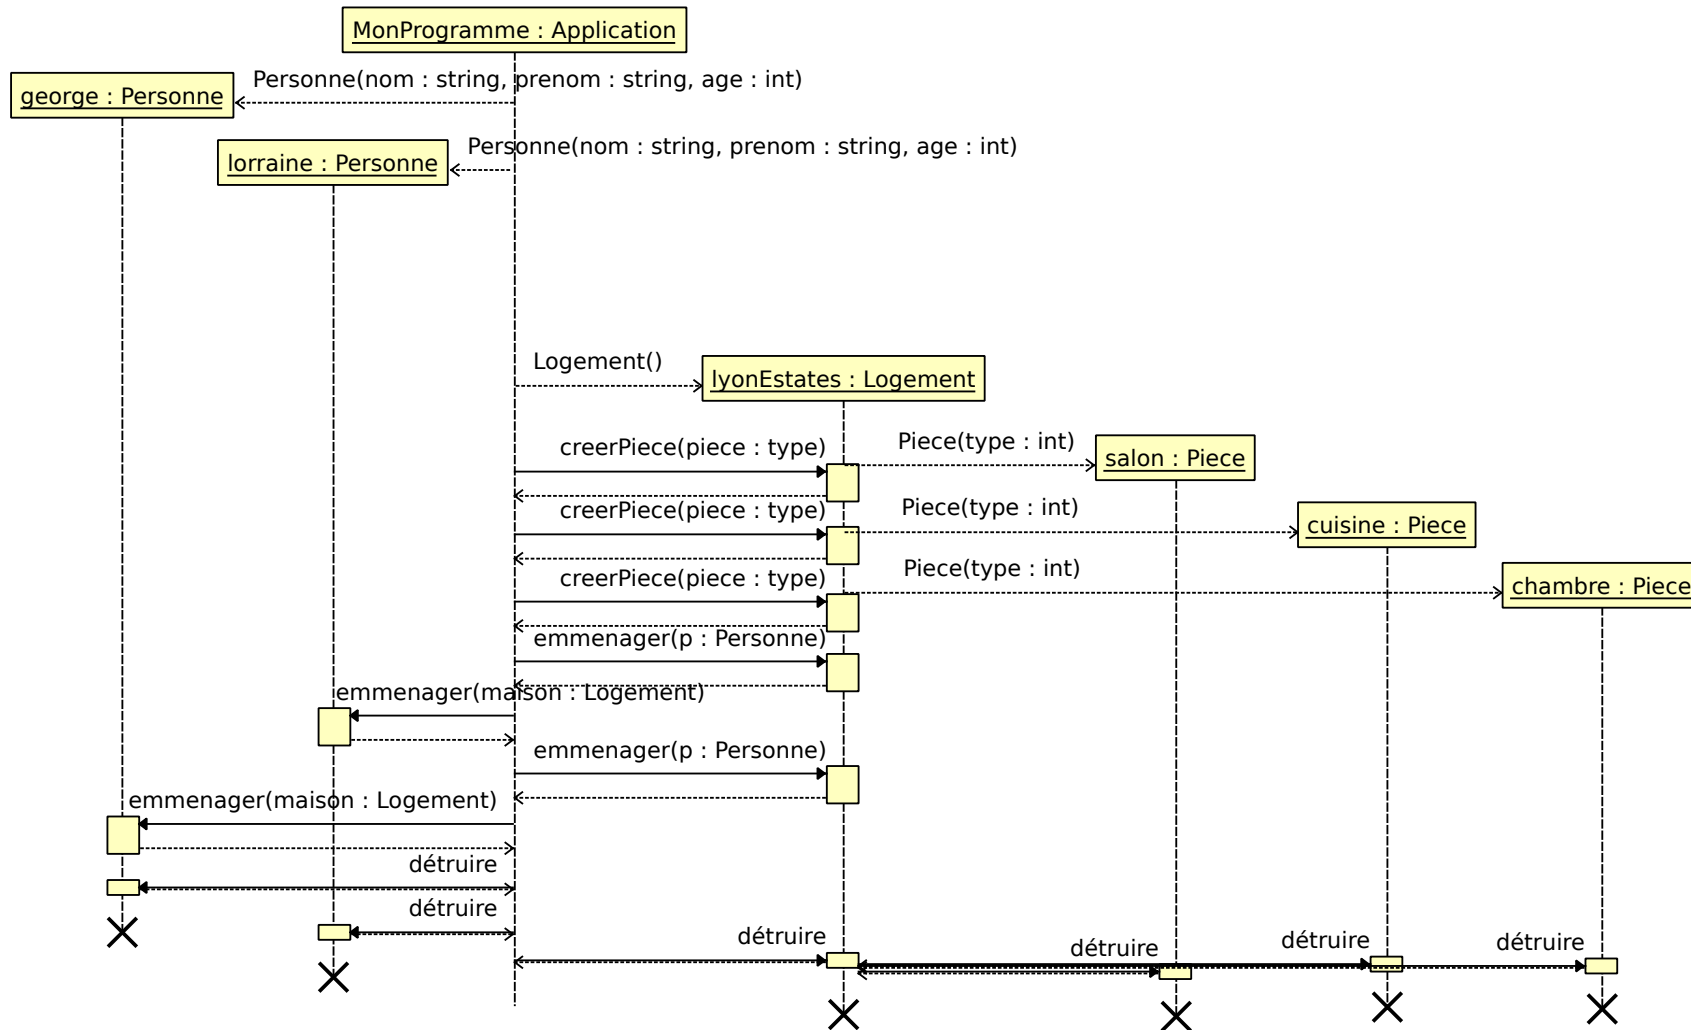 MonProgramme : Application
Personne(nom : string, prenom : string, age : int)
george : Personne
Personne(nom : string, prenom : string, age : int)
lorraine : Personne
Logement()
lyonEstates : Logement
creerPiece(piece : type)
Piece(type : int)
salon : Piece
creerPiece(piece : type)
Piece(type : int)
cuisine : Piece
creerPiece(piece : type)
Piece(type : int)
chambre : Piece
emmenager(p : Personne)
emmenager(maison : Logement)
emmenager(p : Personne)
emmenager(maison : Logement)
détruire
détruire
détruire
détruire
détruire
détruire